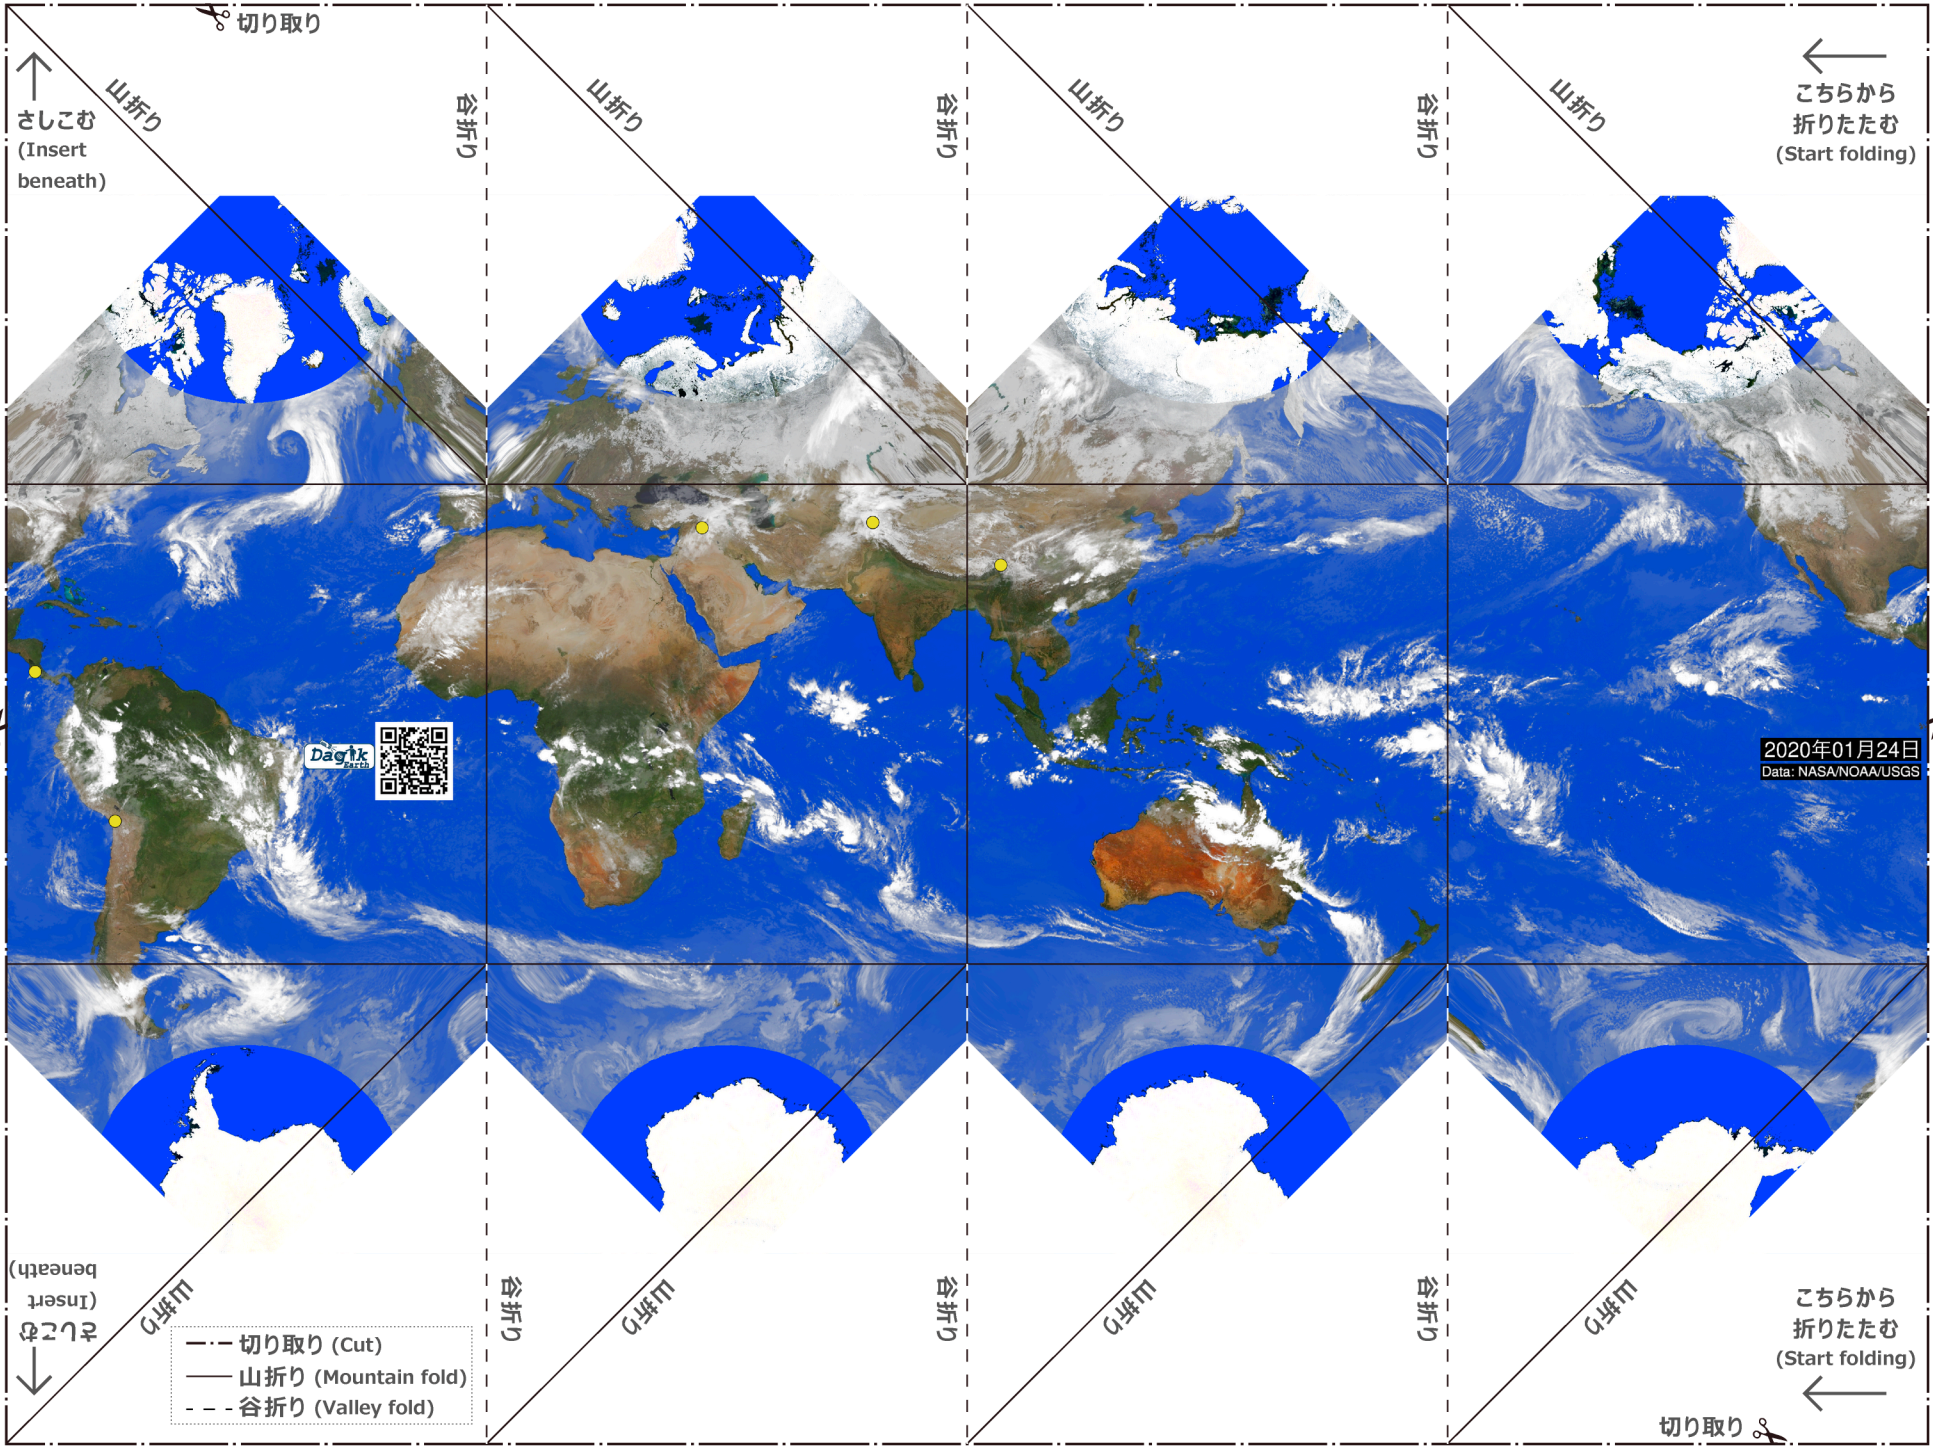 切り取り
山折り
谷折り
山折り
谷折り
山折り
谷折り
山折り
さしこむ
(Insert
beneath)
こちらから
折りたたむ
(Start folding)
Dagik
Earth
2020年01月24日
Data: NASA/NOAA/USGS
さしこむ
(Insert
beneath)
山折り
谷折り
山折り
谷折り
山折り
谷折り
山折り
こちらから
折りたたむ
(Start folding)
切り取り (Cut)
山折り (Mountain fold)
谷折り (Valley fold)
切り取り